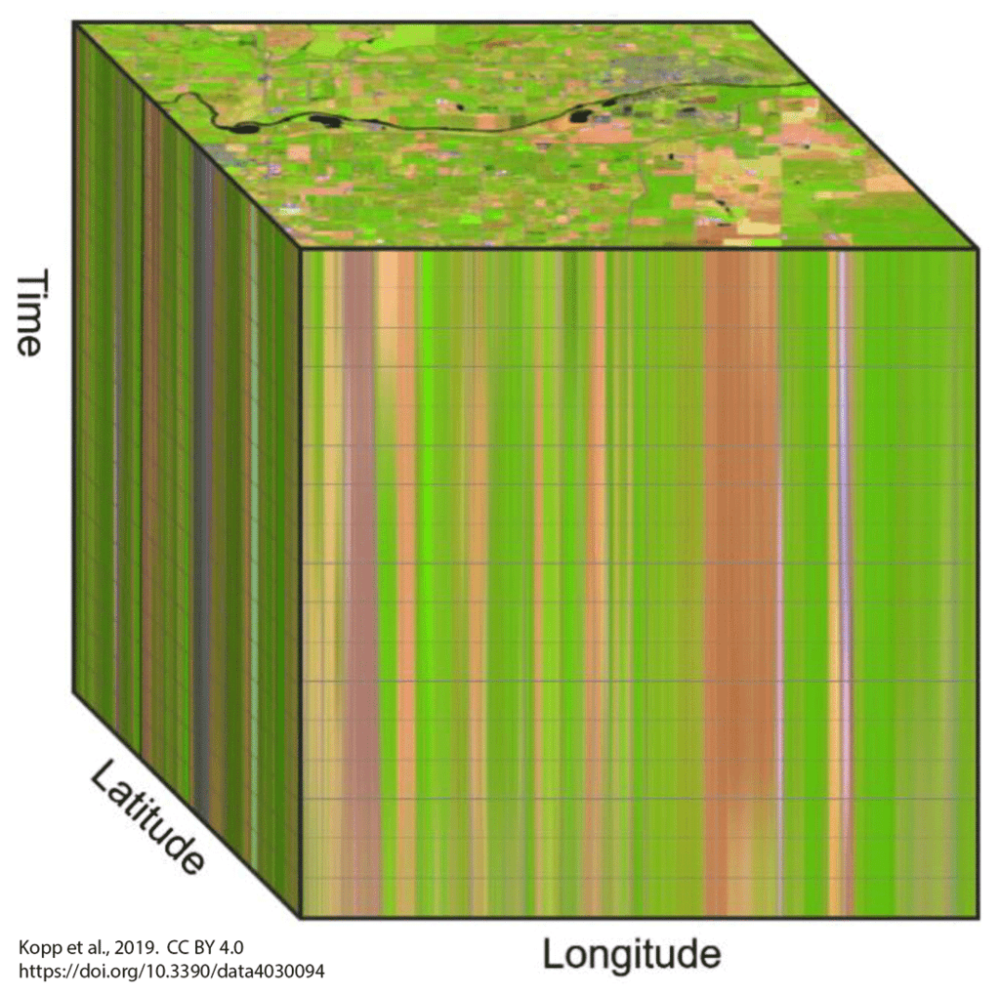 Time
Latitude
Longitude
Kopp et al., 2019.  CC BY 4.0
https://doi.org/10.3390/data4030094